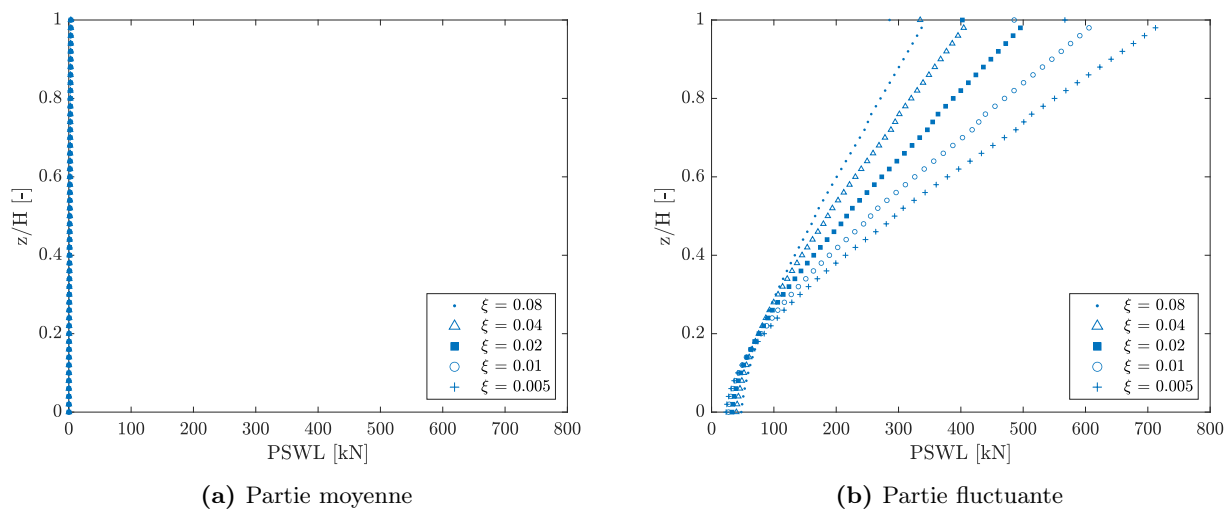 1
0.8
0.6
0.4
0.2
0
z/H [-]
0 100 200 300 400 500 600 700 800
PSWL [kN]
ξ = 0.08
ξ = 0.04
ξ = 0.02
ξ = 0.01
ξ = 0.005
(a) Partie moyenne
1
0.8
0.6
0.4
0.2
0
z/H [-]
0 100 200 300 400 500 600 700 800
PSWL [kN]
ξ = 0.08
ξ = 0.04
ξ = 0.02
ξ = 0.01
ξ = 0.005
(b) Partie fluctuante